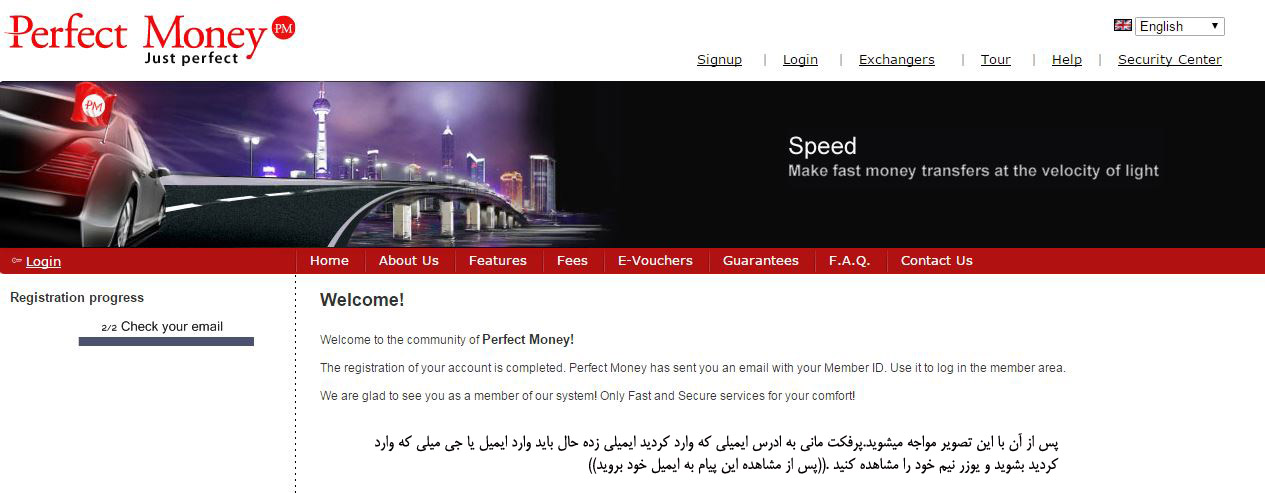 Perfect Money PM
Just perfect
English
Signup | Login | Exchangers | Tour | Help | Security Center
PM
Speed
Make fast money transfers at the velocity of light
Login
Home About Us Features Fees E-Vouchers Guarantees F.A.Q. Contact Us
Registration progress
2/2 Check your email
Welcome!
Welcome to the community of Perfect Money!
The registration of your account is completed. Perfect Money has sent you an email with your Member ID. Use it to log in the member area.
We are glad to see you as a member of our system! Only Fast and Secure services for your comfort!
پس از آن با این تصویر مواجه میشوید.پرفکت مانی به ادرس ایمیلی که وارد کردید ایمیلی زده حال باید وارد ایمیل یا جی میلی که وارد
کردید بشوید و یوزر نیم خود را مشاهده کنید .((پس از مشاهده این پیام به ایمیل خود بروید))